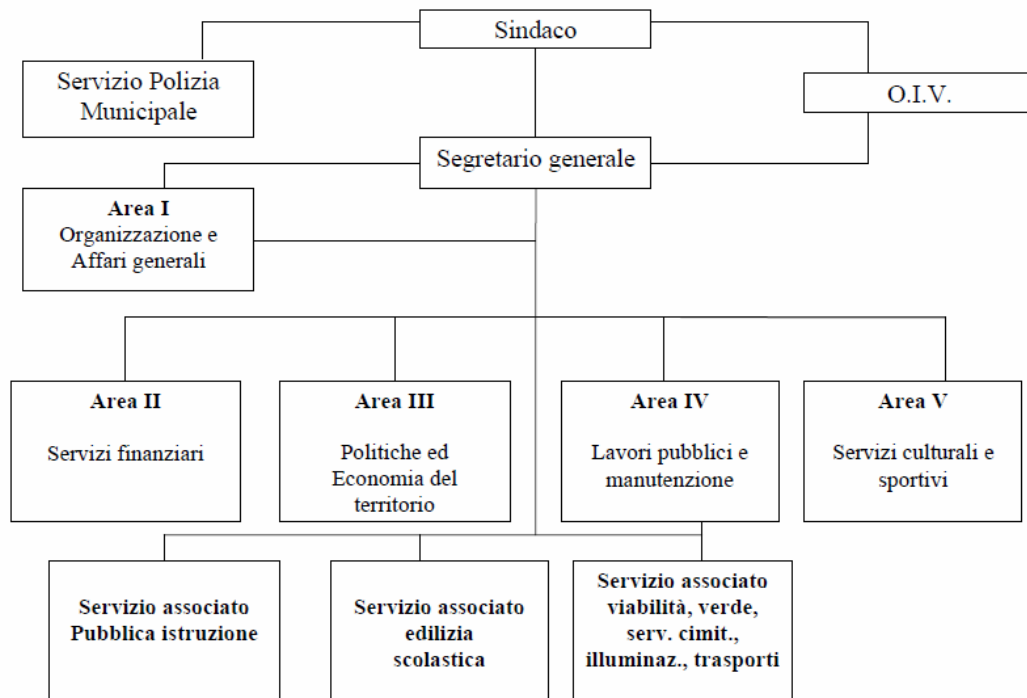 Sindaco
Servizio Polizia
Municipale
O.I.V.
Segretario generale
Area I
Organizzazione e
Affari generali
Area II
Servizi finanziari
Area III
Politiche ed
Economia del
territorio
Area IV
Lavori pubblici e
manutenzione
Area V
Servizi culturali e
sportivi
Servizio associato
Pubblica istruzione
Servizio associato
edilizia
scolastica
Servizio associato
viabilità, verde,
serv. cimit.,
illuminaz., trasporti